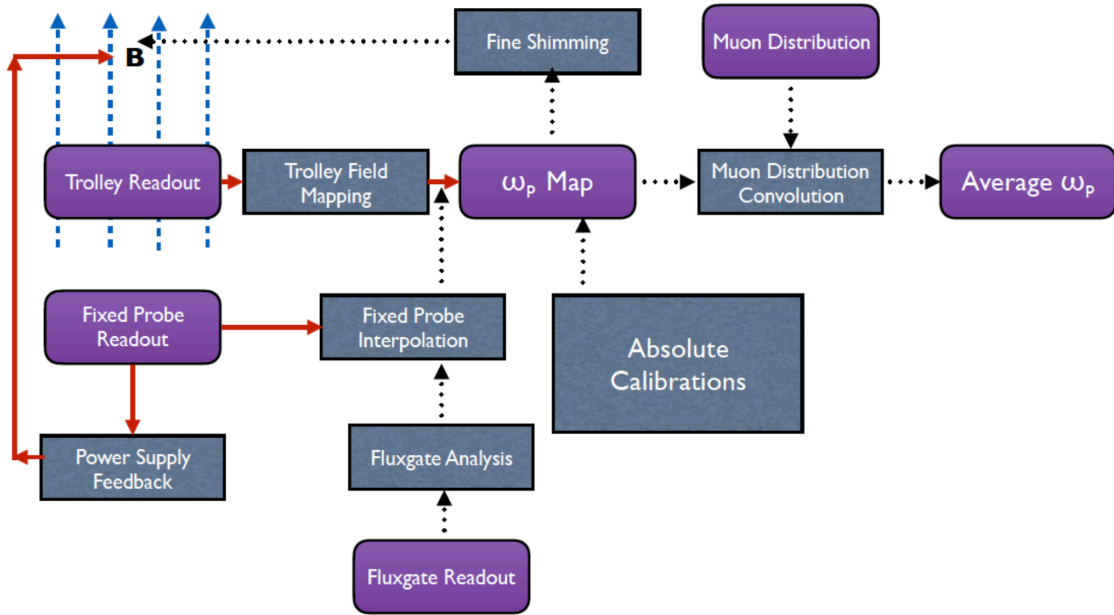 B
Fine Shimming
Muon Distribution
Trolley Readout
Trolley Field
Mapping
ωp Map
Muon Distribution
Convolution
Average ωp
Fixed Probe
Readout
Fixed Probe
Interpolation
Absolute
Calibrations
Power Supply
Feedback
Fluxgate Analysis
Fluxgate Readout